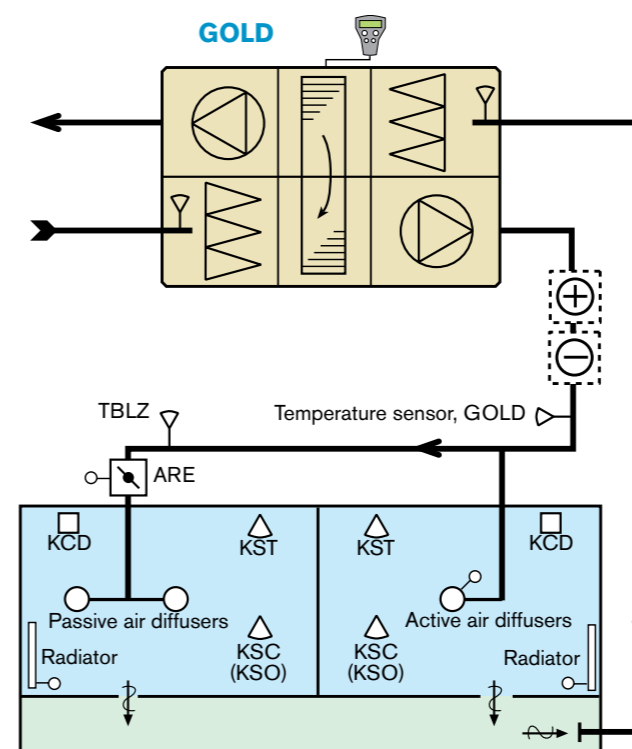 GOLD
TBLZ
Temperature sensor, GOLD
ARE
KCD
KST
KST
KCD
Passive air diffusers
Active air diffusers
Radiator
KSC
(KSO)
KSC
(KSO)
Radiator